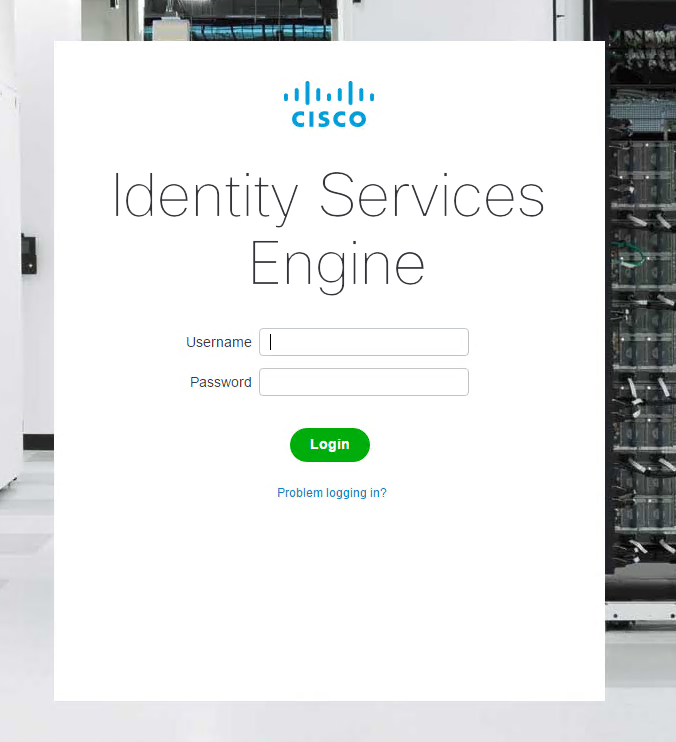 CISCO
Identity Services
Engine
Username
Password
Login
Problem logging in?